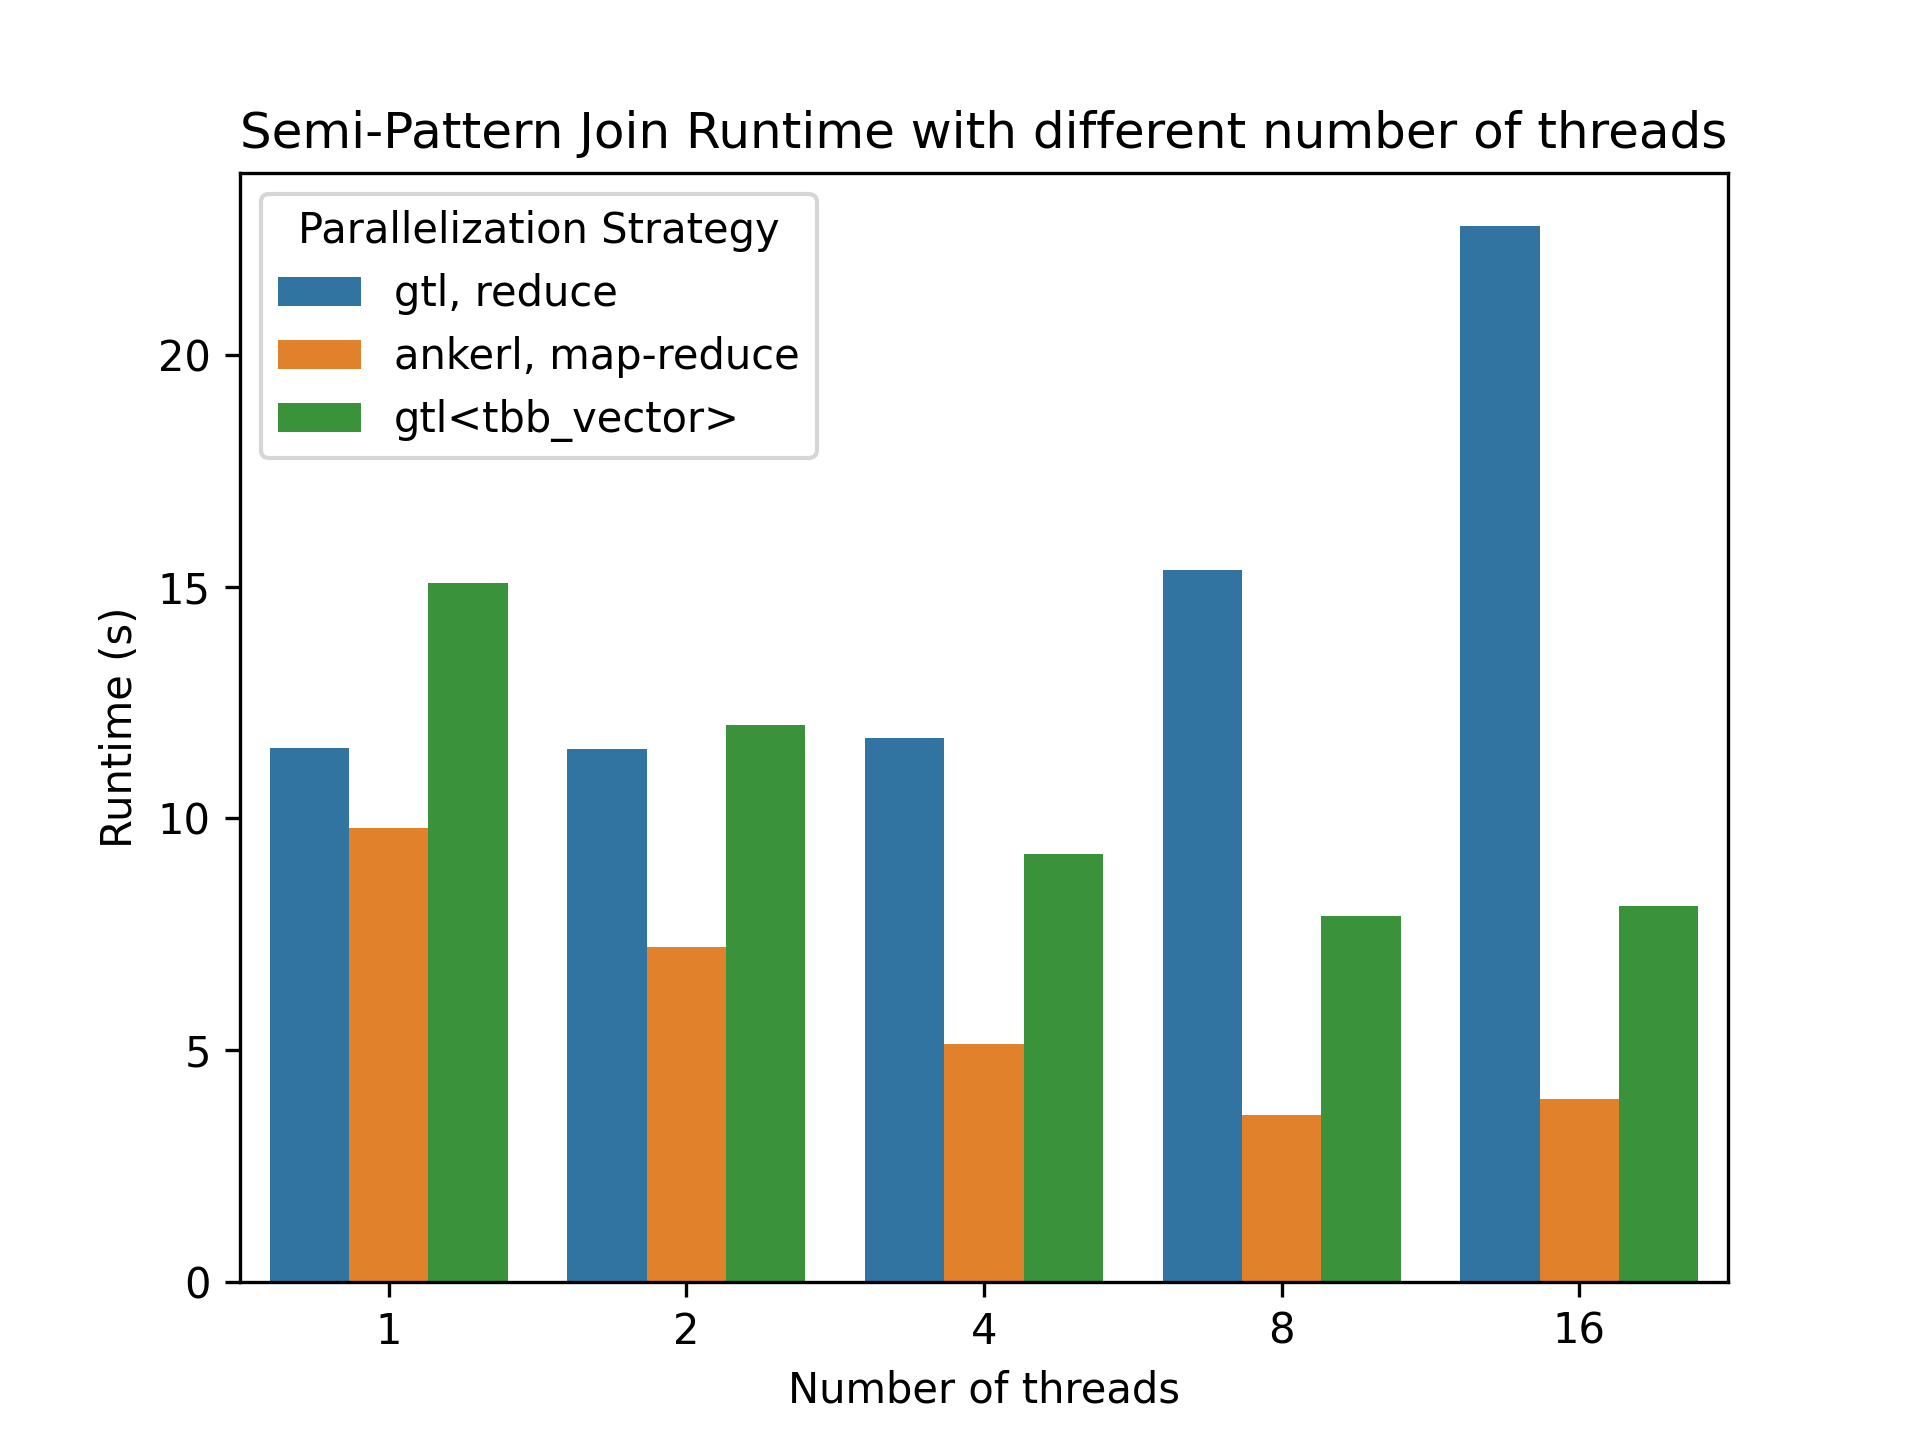 Semi-Pattern Join Runtime with different number of threads
Parallelization Strategy
gtl, reduce
ankerl, map-reduce
gtl<tbb_vector>
Runtime (s)
20
15
10
5
0
1 2 4 8 16
Number of threads